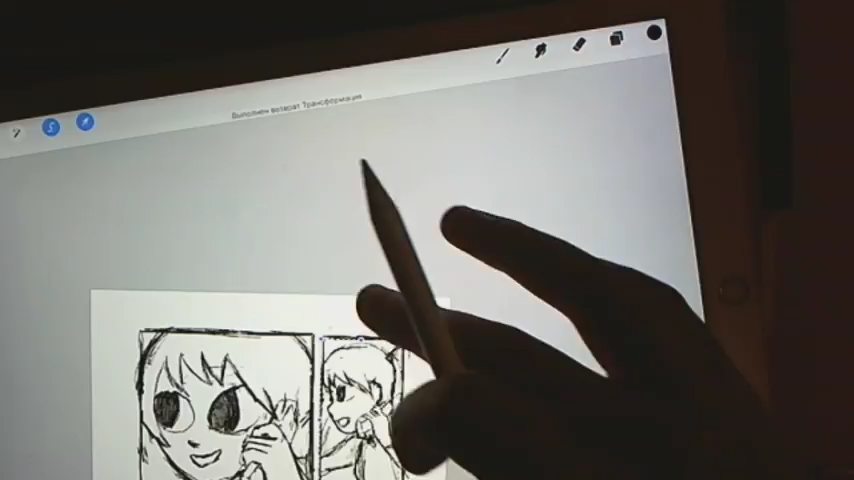 Выполнен возврат Трансформация